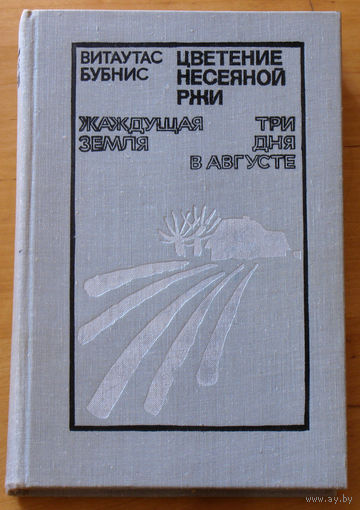 ВИТАУТАС
БУБНИС
ЦВЕТЕНИЕ
НЕСЕЯНОЙ
РЖИ
ЖАЖДУЩАЯ
ЗЕМЛЯ
ТРИ
ДНЯ
В АВГУСТЕ
www.ay.by